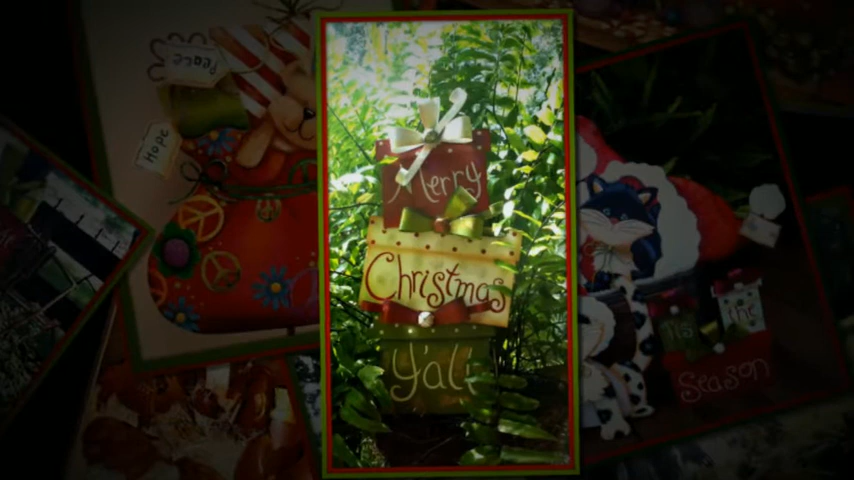 Peace
Hope
Merry
Christmas
Y'all
'tis the
Season